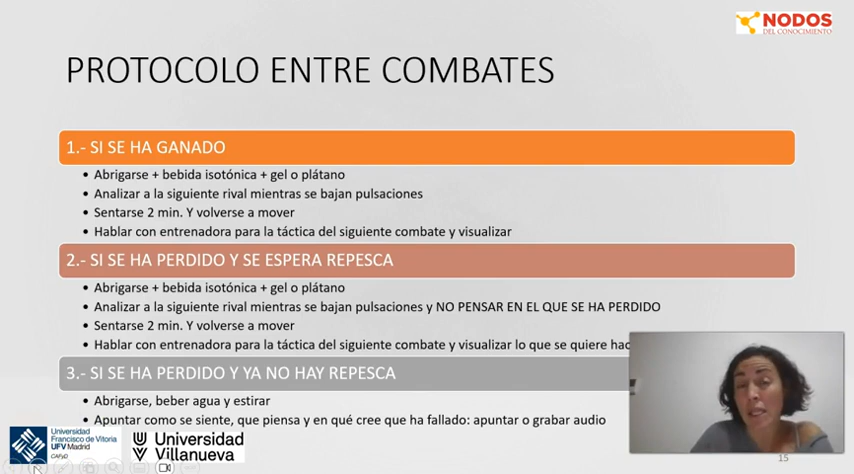 NODOS
DEL CONOCIMIENTO
PROTOCOLO ENTRE COMBATES
1.- SI SE HA GANADO
• Abrigarse + bebida isotónica + gel o plátano
• Analizar a la siguiente rival mientras se bajan pulsaciones
• Sentarse 2 min. Y volverse a mover
• Hablar con entrenadora para la táctica del siguiente combate y visualizar
2.- SI SE HA PERDIDO Y SE ESPERA REPESCA
• Abrigarse + bebida isotónica + gel o plátano
• Analizar a la siguiente rival mientras se bajan pulsaciones y NO PENSAR EN EL QUE SE HA PERDIDO
• Sentarse 2 min. Y volverse a mover
• Hablar con entrenadora para la táctica del siguiente combate y visualizar lo que se quiere hac
3.- SI SE HA PERDIDO Y YA NO HAY REPESCA
• Abrigarse, beber agua y estirar
• Apuntar como se siente, que piensa y en qué cree que ha fallado: apuntar o grabar audio
Universidad
Francisco de Vitoria
UFV Madrid
CAFyD
Universidad
Villanueva
15